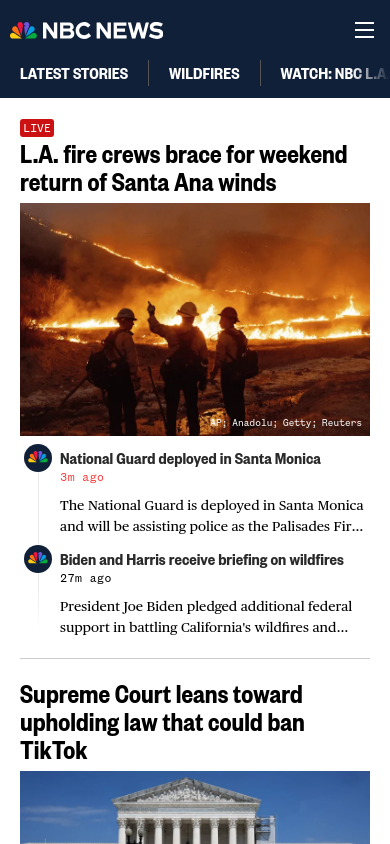 NBC NEWS
LATEST STORIES
WILDFIRES
WATCH: NBC L.A.
LIVE
L.A. fire crews brace for weekend
return of Santa Ana winds
AP; Anadolu; Getty; Reuters
National Guard deployed in Santa Monica
3m ago
The National Guard is deployed in Santa Monica
and will be assisting police as the Palisades Fir...
Biden and Harris receive briefing on wildfires
27m ago
President Joe Biden pledged additional federal
support in battling California's wildfires and...
Supreme Court leans toward
upholding law that could ban
TikTok